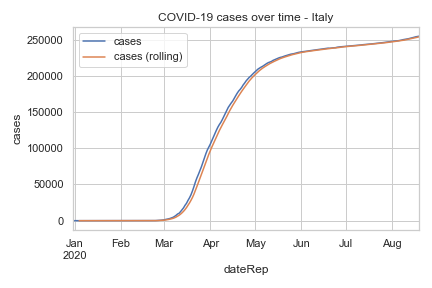 COVID-19 cases over time - Italy
cases
cases (rolling)
250000
200000
150000
100000
50000
0
cases
Jan Feb Mar Apr May Jun Jul Aug
2020
dateRep